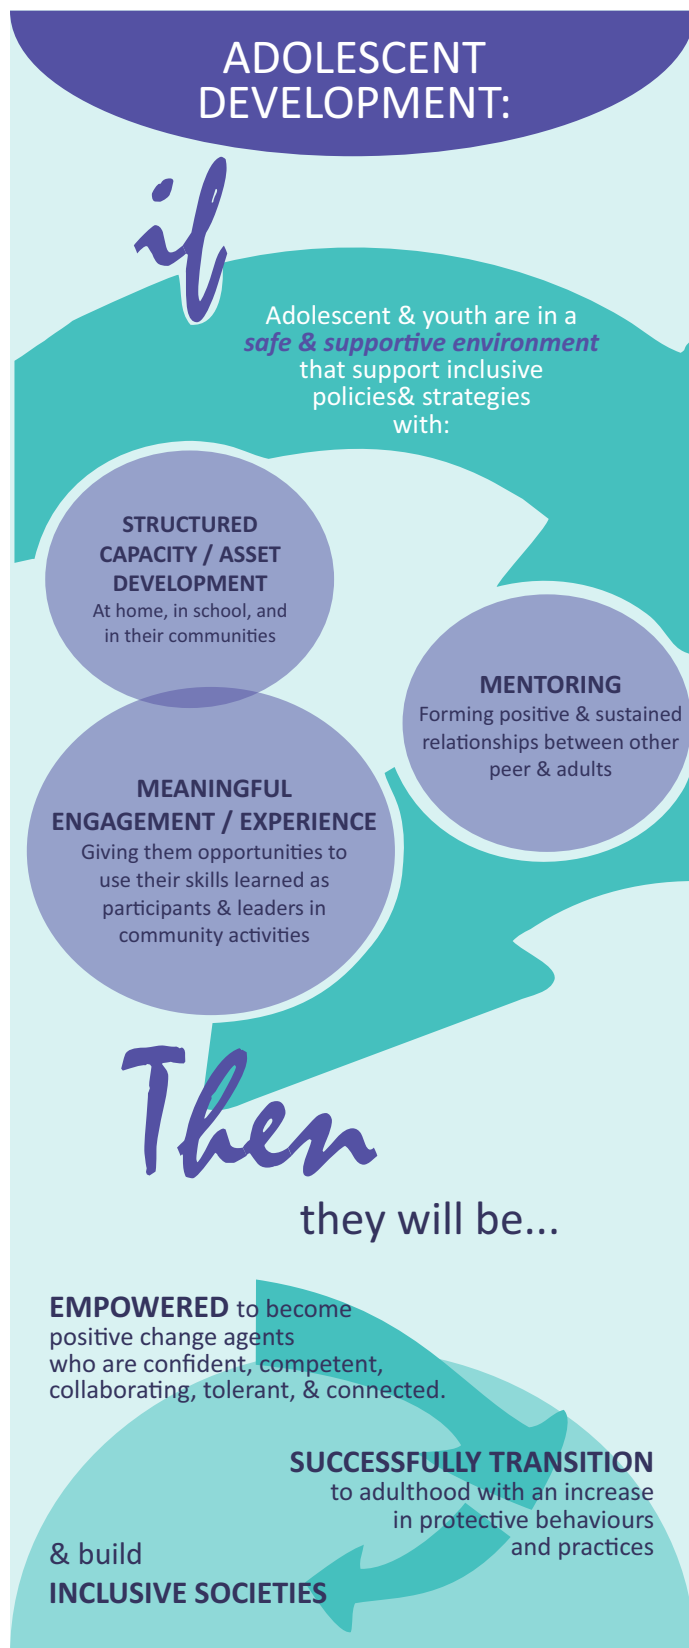 ADOLESCENT
DEVELOPMENT:
if
Adolescent & youth are in a
safe & supportive environment
that support inclusive
policies& strategies
with:
STRUCTURED
CAPACITY / ASSET
DEVELOPMENT
At home, in school, and
in their communities
MENTORING
Forming positive & sustained
relationships between other
peer & adults
MEANINGFUL
ENGAGEMENT / EXPERIENCE
Giving them opportunities to
use their skills learned as
participants & leaders in
community activities
Then
they will be...
EMPOWERED to become
positive change agents
who are confident, competent,
collaborating, tolerant, & connected.
SUCCESSFULLY TRANSITION
to adulthood with an increase
in protective behaviours
and practices
& build
INCLUSIVE SOCIETIES